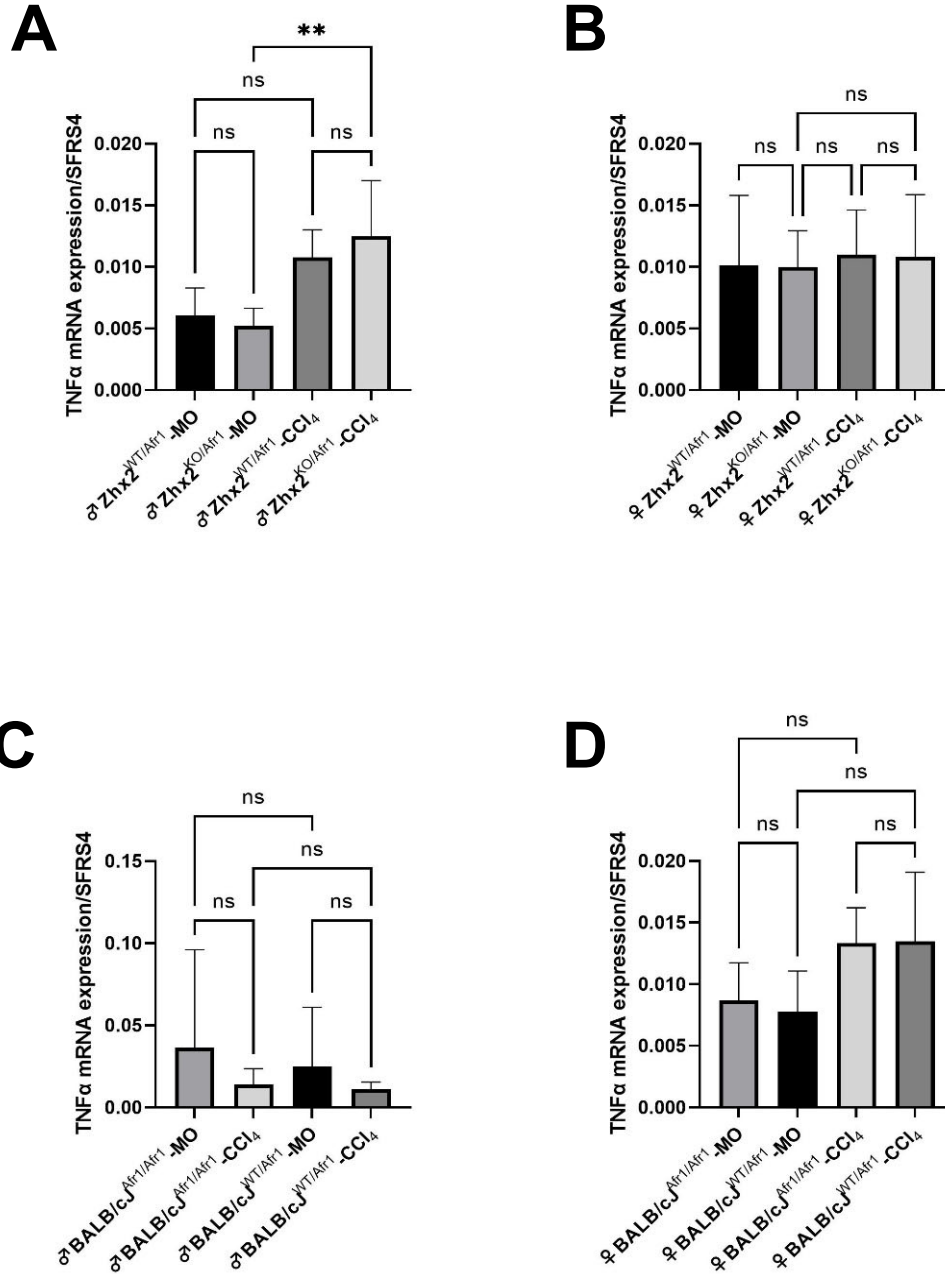 A
**
ns
ns
ns
TNFα mRNA expression/SFRS4
0.020
0.015
0.010
0.005
0.000
♂Zhx2WT/Afr1 -MO
♂Zhx2KO/Afr1 -MO
♂Zhx2WT/Afr1 -CCl4
♂Zhx2KO/Afr1 -CCl4
B
ns
ns
ns
ns
TNFα mRNA expression/SFRS4
0.020
0.015
0.010
0.005
0.000
♀Zhx2WT/Afr1 -MO
♀Zhx2KO/Afr1 -MO
♀Zhx2WT/Afr1 -CCl4
♀Zhx2KO/Afr1 -CCl4
C
ns
ns
ns
ns
TNFα mRNA expression/SFRS4
0.15
0.10
0.05
0.00
♂BALB/cJAfr1/Afr1 -MO
♂BALB/cJAfr1/Afr1 -CCl4
♂BALB/cJWT/Afr1 -MO
♂BALB/cJWT/Afr1 -CCl4
D
ns
ns
ns
ns
TNFα mRNA expression/SFRS4
0.020
0.015
0.010
0.005
0.000
♀BALB/cJAfr1/Afr1 -MO
♀BALB/cJWT/Afr1 -MO
♀BALB/cJAfr1/Afr1 -CCl4
♀BALB/cJWT/Afr1 -CCl4